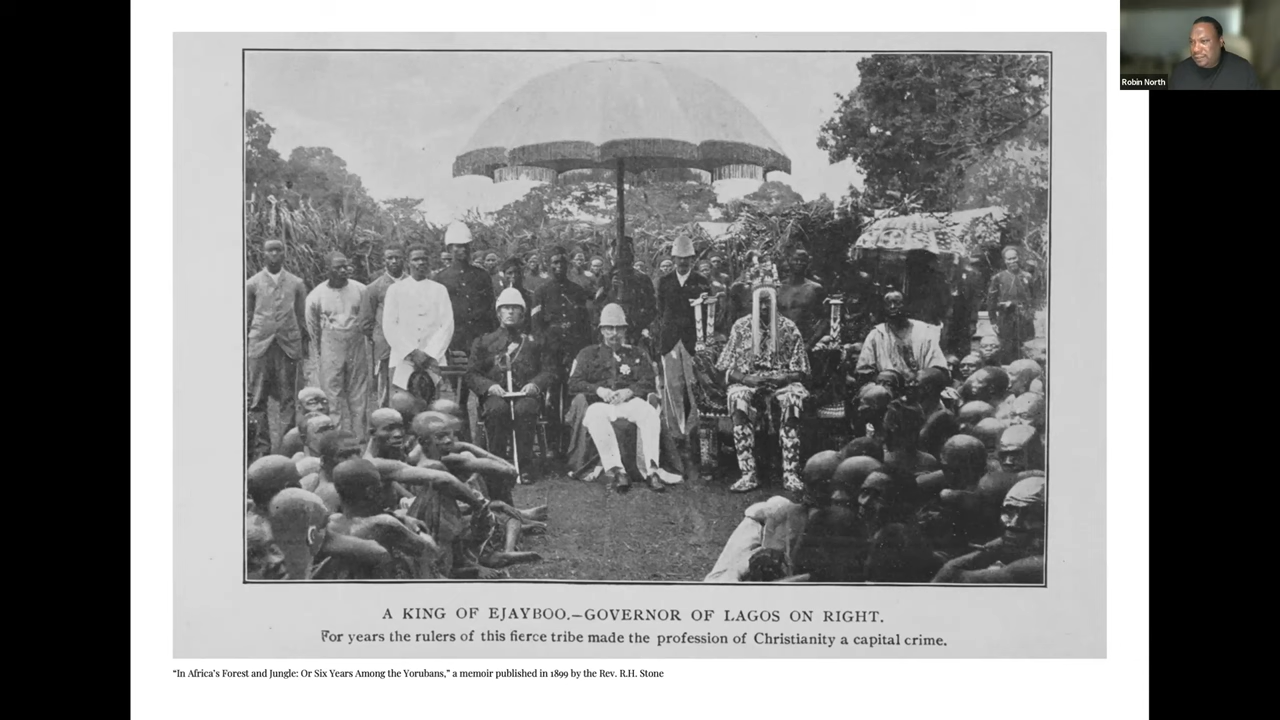 Robin North
A KING OF EJAYBOO.—GOVERNOR OF LAGOS ON RIGHT.
For years the rulers of this fierce tribe made the profession of Christianity a capital crime.
“In Africa’s Forest and Jungle: Or Six Years Among the Yorubans,” a memoir published in 1899 by the Rev. R.H. Stone